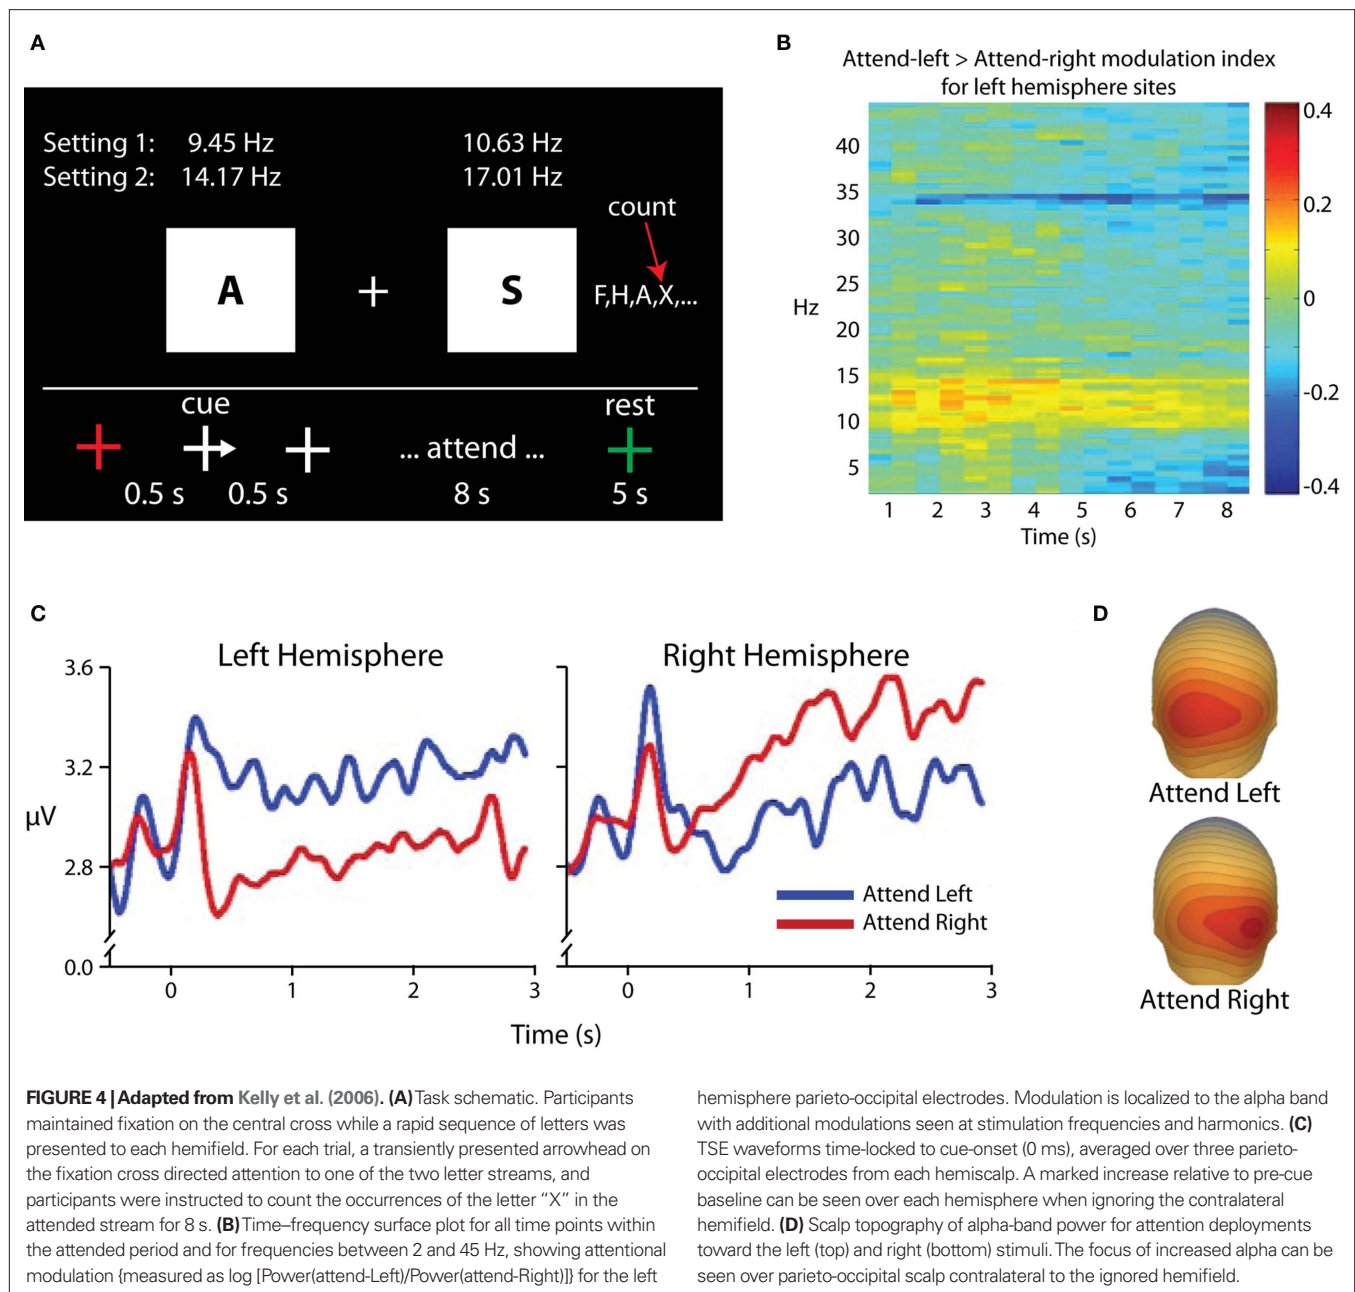 A
Setting 1: 9.45 Hz 10.63 Hz
Setting 2: 14.17 Hz 17.01 Hz
count
A + S
F,H,A,X,...
cue rest
... attend ...
0.5 s 0.5 s 8 s 5 s
B
Attend-left > Attend-right modulation index
for left hemisphere sites
Hz
40
35
30
25
20
15
10
5
1 2 3 4 5 6 7 8
Time (s)
0.4
0.2
0
-0.2
-0.4
C
Left Hemisphere Right Hemisphere
3.6
3.2
µV
2.8
0.0
Attend Left
Attend Right
0 1 2 3 0 1 2 3
Time (s)
D
Attend Left
Attend Right
FIGURE 4 | Adapted from Kelly et al. (2006). (A) Task schematic. Participants
maintained fixation on the central cross while a rapid sequence of letters was
presented to each hemifield. For each trial, a transiently presented arrowhead on
the fixation cross directed attention to one of the two letter streams, and
participants were instructed to count the occurrences of the letter “X” in the
attended stream for 8 s. (B) Time–frequency surface plot for all time points within
the attended period and for frequencies between 2 and 45 Hz, showing attentional
modulation {measured as log [Power(attend-Left)/Power(attend-Right)]} for the left
hemisphere parieto-occipital electrodes. Modulation is localized to the alpha band
with additional modulations seen at stimulation frequencies and harmonics. (C)
TSE waveforms time-locked to cue-onset (0 ms), averaged over three parieto-
occipital electrodes from each hemiscalp. A marked increase relative to pre-cue
baseline can be seen over each hemisphere when ignoring the contralateral
hemifield. (D) Scalp topography of alpha-band power for attention deployments
toward the left (top) and right (bottom) stimuli. The focus of increased alpha can be
seen over parieto-occipital scalp contralateral to the ignored hemifield.